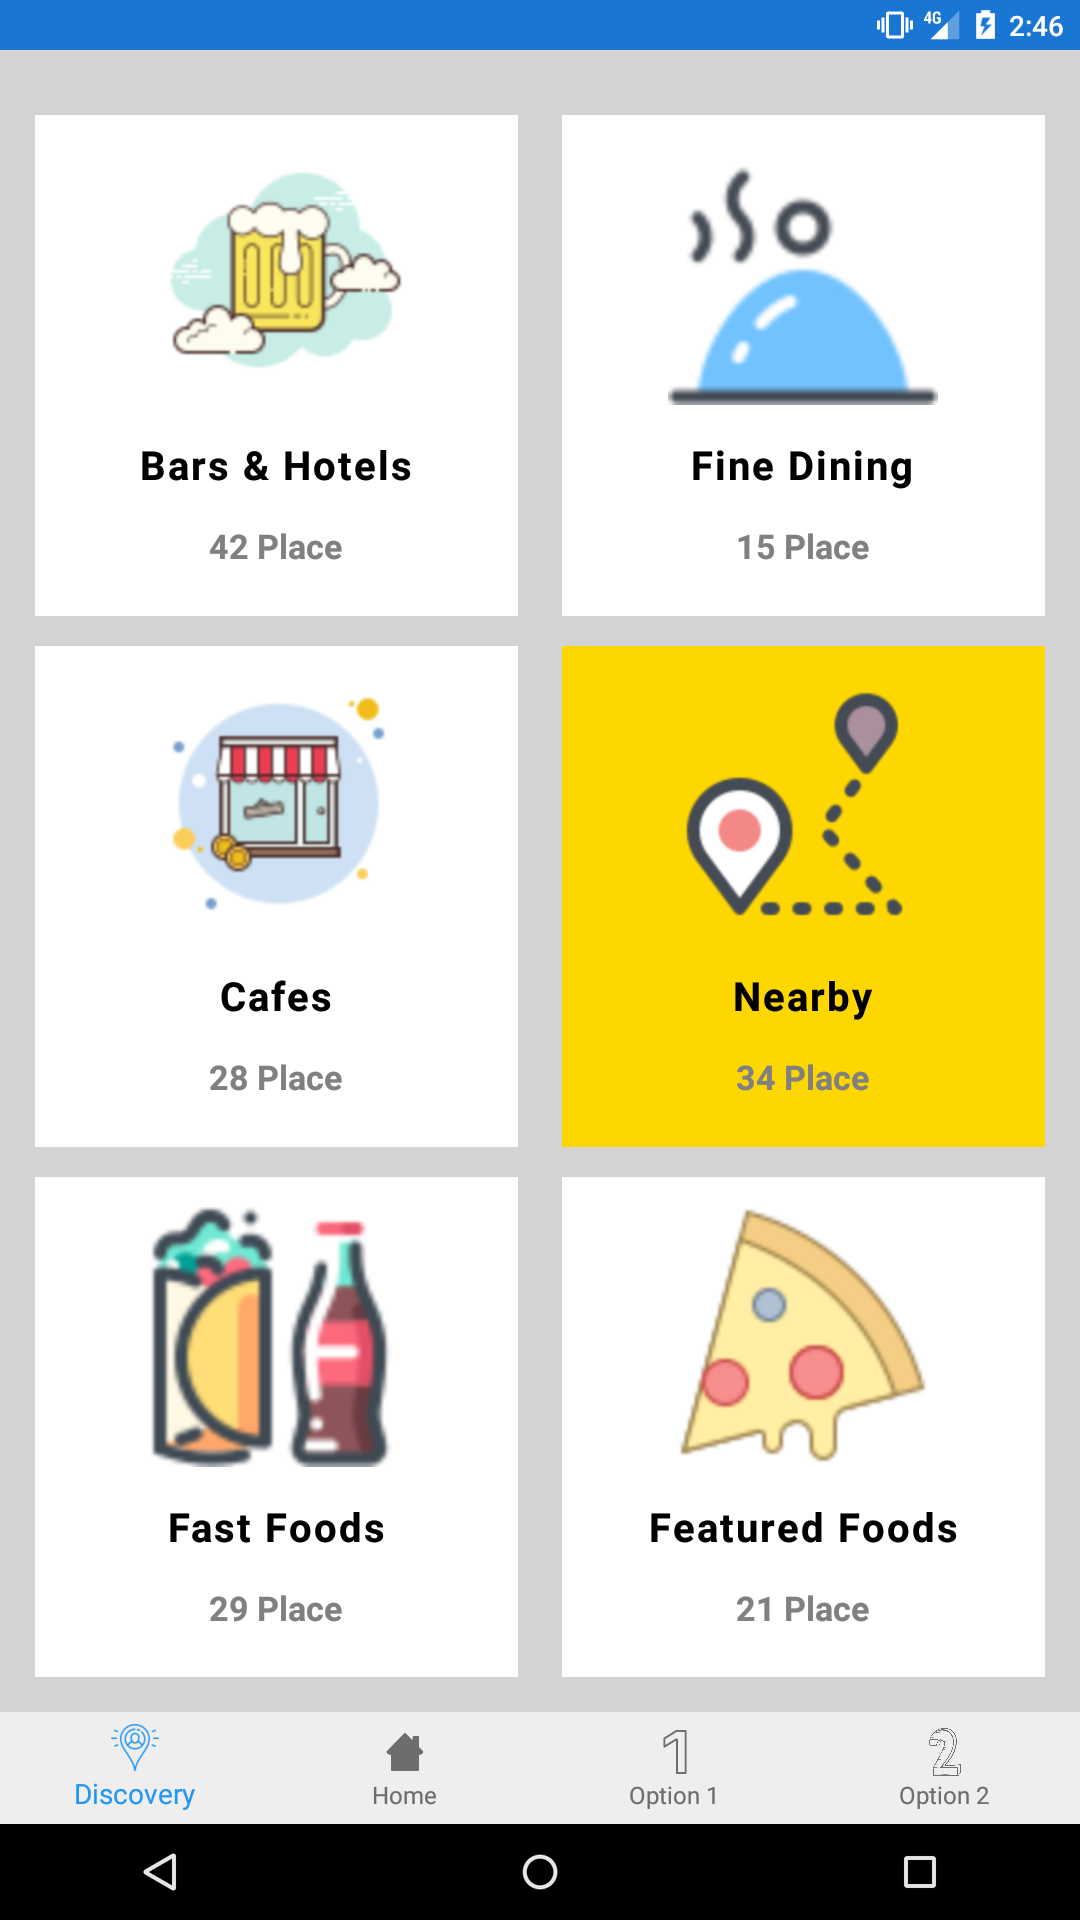 4G 2:46
Bars & Hotels
42 Place
Fine Dining
15 Place
Cafes
28 Place
Nearby
34 Place
Fast Foods
29 Place
Featured Foods
21 Place
Discovery
Home
1
Option 1
2
Option 2